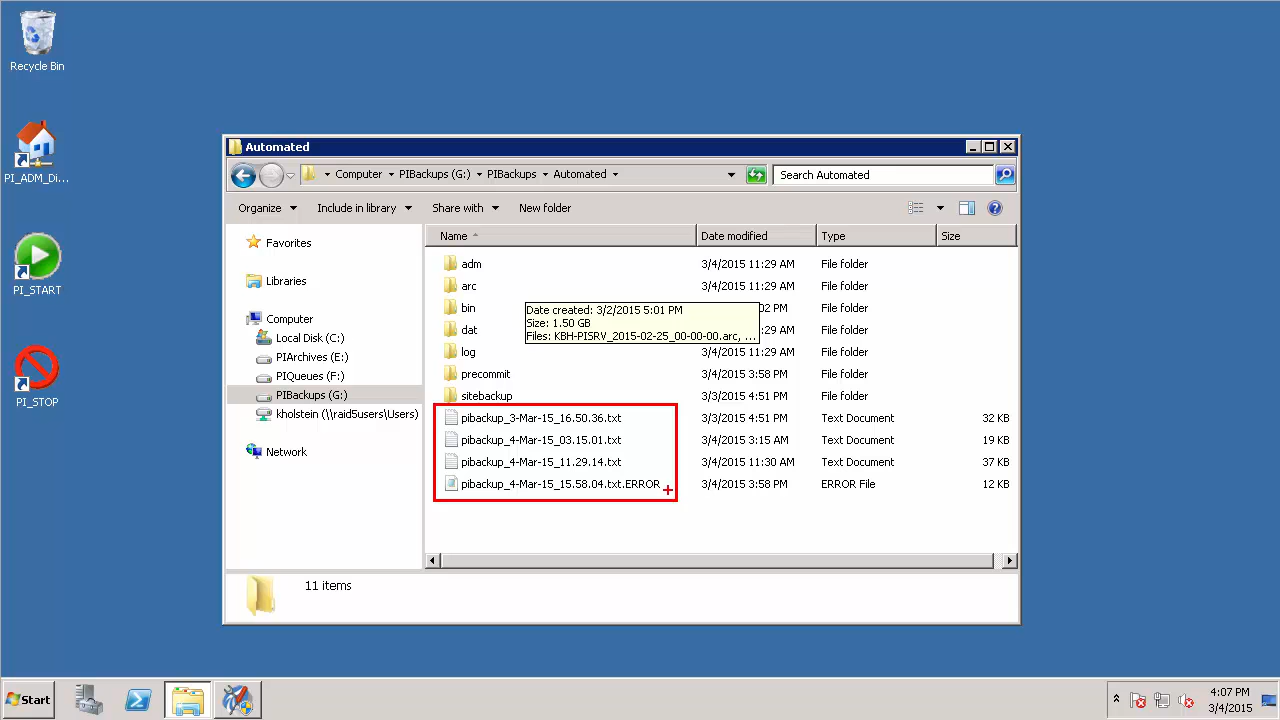 Recycle Bin
PI_ADM_Di...
PI_START
PI_STOP
Automated
Computer PIBackups (G:) PIBackups Automated
Search Automated
Organize Include in library Share with New folder
Favorites
Libraries
Computer
Local Disk (C:)
PIArchives (E:)
PIQueues (F:)
PIBackups (G:)
kholstein (\\raid5users\Users)
Network
Name Date modified Type Size
adm 3/4/2015 11:29 AM File folder
arc 3/4/2015 11:29 AM File folder
bin :02 PM File folder
dat :29 AM File folder
log 3/4/2015 11:29 AM File folder
precommit 3/4/2015 3:58 PM File folder
sitebackup 3/3/2015 4:51 PM File folder
pibackup_3-Mar-15_16.50.36.txt 3/3/2015 4:51 PM Text Document 32 KB
pibackup_4-Mar-15_03.15.01.txt 3/4/2015 3:15 AM Text Document 19 KB
pibackup_4-Mar-15_11.29.14.txt 3/4/2015 11:30 AM Text Document 37 KB
pibackup_4-Mar-15_15.58.04.txt.ERROR 3/4/2015 3:58 PM ERROR File 12 KB
Date created: 3/2/2015 5:01 PM
Size: 1.50 GB
Files: KBH-PISRV_2015-02-25_00-00-00.arc, ...
11 items
Start
4:07 PM
3/4/2015